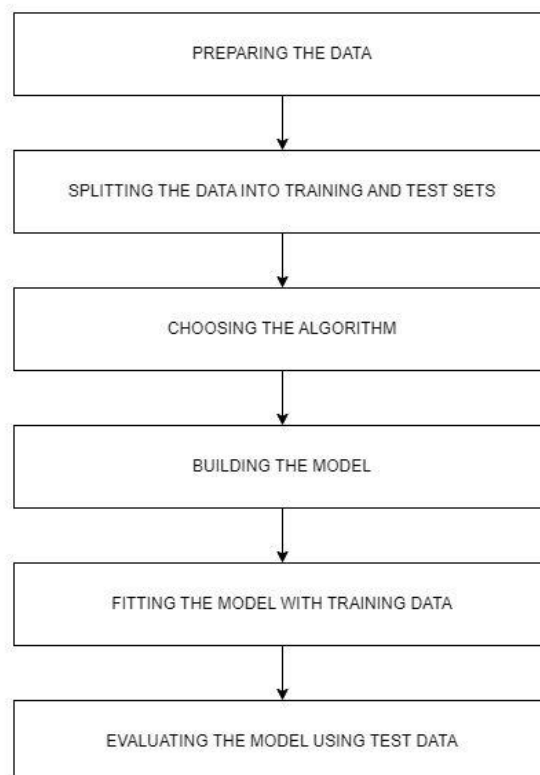 PREPARING THE DATA
SPLITTING THE DATA INTO TRAINING AND TEST SETS
CHOOSING THE ALGORITHM
BUILDING THE MODEL
FITTING THE MODEL WITH TRAINING DATA
EVALUATING THE MODEL USING TEST DATA